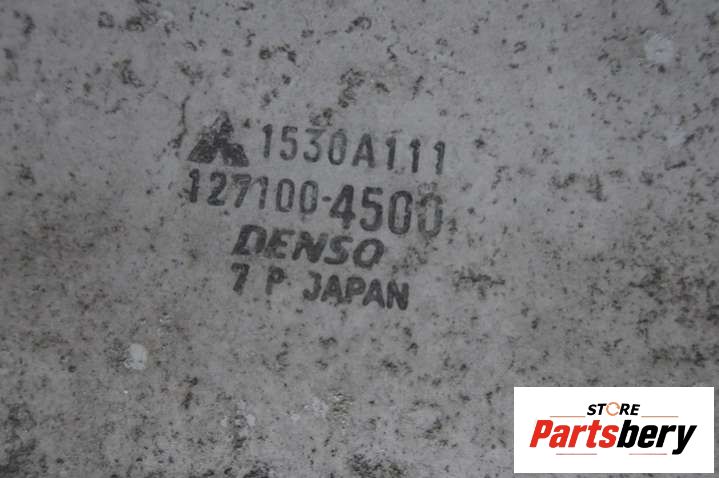 1530A111
127100-4500
DENSO
7 P JAPAN
STORE
Partsbery